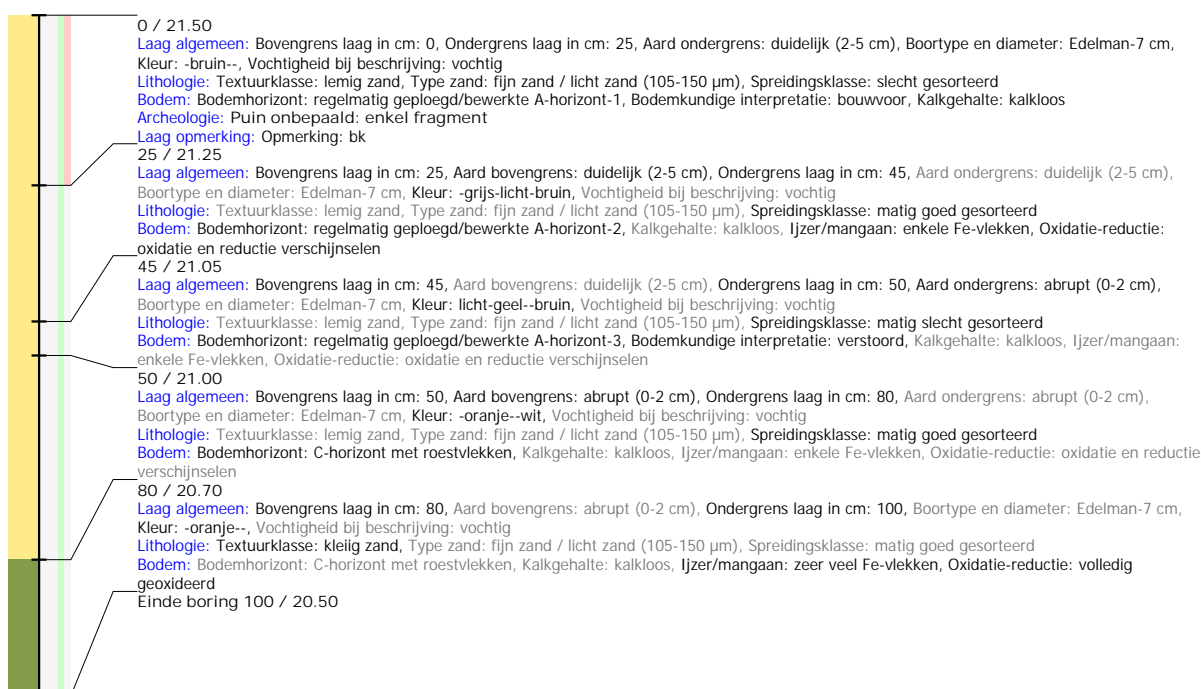 0 / 21.50
Laag algemeen: Bovengrens laag in cm: 0, Ondergrens laag in cm: 25, Aard ondergrens: duidelijk (2-5 cm), Boortype en diameter: Edelman-7 cm,
Kleur: -bruin--, Vochtigheid bij beschrijving: vochtig
Lithologie: Textuurklasse: lemig zand, Type zand: fijn zand / licht zand (105-150 µm), Spreidingsklasse: slecht gesorteerd
Bodem: Bodemhorizont: regelmatig geploegd/bewerkte A-horizont-1, Bodemkundige interpretatie: bouwvoor, Kalkgehalte: kalkloos
Archeologie: Puin onbepaald: enkel fragment
Laag opmerking: Opmerking: bk
25 / 21.25
Laag algemeen: Bovengrens laag in cm: 25, Aard bovengrens: duidelijk (2-5 cm), Ondergrens laag in cm: 45, Aard ondergrens: duidelijk (2-5 cm),
Boortype en diameter: Edelman-7 cm, Kleur: -grijs-licht-bruin, Vochtigheid bij beschrijving: vochtig
Lithologie: Textuurklasse: lemig zand, Type zand: fijn zand / licht zand (105-150 µm), Spreidingsklasse: matig goed gesorteerd
Bodem: Bodemhorizont: regelmatig geploegd/bewerkte A-horizont-2, Kalkgehalte: kalkloos, Ijzer/mangaan: enkele Fe-vlekken, Oxidatie-reductie:
oxidatie en reductie verschijnselen
45 / 21.05
Laag algemeen: Bovengrens laag in cm: 45, Aard bovengrens: duidelijk (2-5 cm), Ondergrens laag in cm: 50, Aard ondergrens: abrupt (0-2 cm),
Boortype en diameter: Edelman-7 cm, Kleur: licht-geel--bruin, Vochtigheid bij beschrijving: vochtig
Lithologie: Textuurklasse: lemig zand, Type zand: fijn zand / licht zand (105-150 µm), Spreidingsklasse: matig slecht gesorteerd
Bodem: Bodemhorizont: regelmatig geploegd/bewerkte A-horizont-3, Bodemkundige interpretatie: verstoord, Kalkgehalte: kalkloos, Ijzer/mangaan:
enkele Fe-vlekken, Oxidatie-reductie: oxidatie en reductie verschijnselen
50 / 21.00
Laag algemeen: Bovengrens laag in cm: 50, Aard bovengrens: abrupt (0-2 cm), Ondergrens laag in cm: 80, Aard ondergrens: abrupt (0-2 cm),
Boortype en diameter: Edelman-7 cm, Kleur: -oranje--wit, Vochtigheid bij beschrijving: vochtig
Lithologie: Textuurklasse: lemig zand, Type zand: fijn zand / licht zand (105-150 µm), Spreidingsklasse: matig goed gesorteerd
Bodem: Bodemhorizont: C-horizont met roestvlekken, Kalkgehalte: kalkloos, Ijzer/mangaan: enkele Fe-vlekken, Oxidatie-reductie: oxidatie en reductie
verschijnselen
80 / 20.70
Laag algemeen: Bovengrens laag in cm: 80, Aard bovengrens: abrupt (0-2 cm), Ondergrens laag in cm: 100, Boortype en diameter: Edelman-7 cm,
Kleur: -oranje--, Vochtigheid bij beschrijving: vochtig
Lithologie: Textuurklasse: kleiig zand, Type zand: fijn zand / licht zand (105-150 µm), Spreidingsklasse: matig goed gesorteerd
Bodem: Bodemhorizont: C-horizont met roestvlekken, Kalkgehalte: kalkloos, Ijzer/mangaan: zeer veel Fe-vlekken, Oxidatie-reductie: volledig
geoxideerd
Einde boring 100 / 20.50